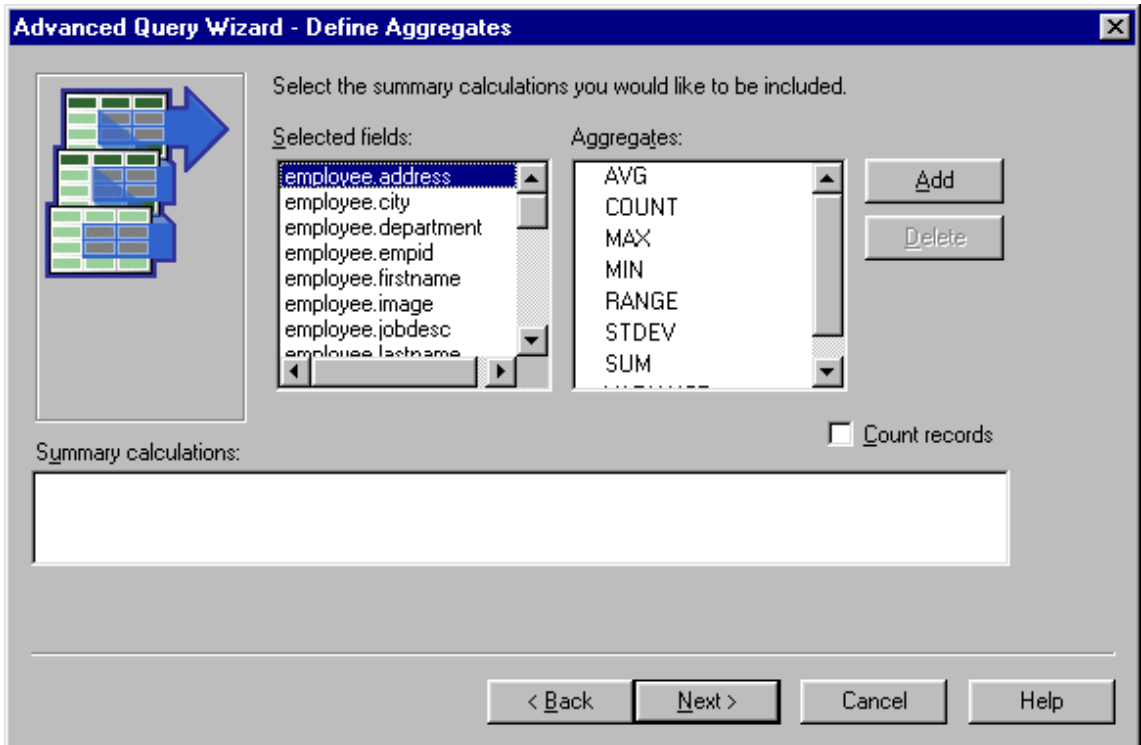 Advanced Query Wizard - Define Aggregates
Select the summary calculations you would like to be included.
Selected fields:
employee.address
employee.city
employee.department
employee.empid
employee.firstname
employee.image
employee.jobdesc
employee.lastname
Aggregates:
AVG
COUNT
MAX
MIN
RANGE
STDEV
SUM
Add
Delete
Count records
Summary calculations:
< Back
Next >
Cancel
Help